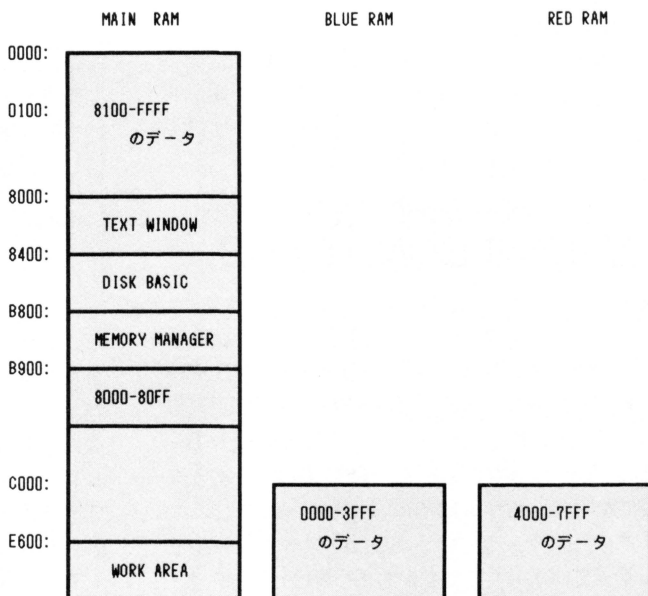 MAIN RAM
BLUE RAM
RED RAM
0000:
0100:
8100-FFFF
のデータ
8000:
TEXT WINDOW
8400:
DISK BASIC
B800:
MEMORY MANAGER
B900:
8000-80FF
C000:
0000-3FFF
のデータ
4000-7FFF
のデータ
E600:
WORK AREA